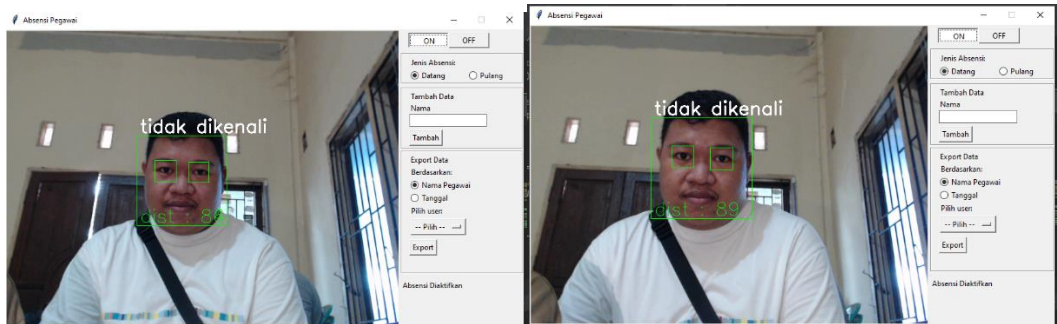 Absensi Pegawai
ON OFF
Jenis Absensi:
Datang Pulang
Tambah Data
Nama
Tambah
Export Data
Berdasarkan:
Nama Pegawai
Tanggal
Pilih user:
-- Pilih --
Export
Absensi Diaktifkan
tidak dikenali
dist : 86
Absensi Pegawai
ON OFF
Jenis Absensi:
Datang Pulang
Tambah Data
Nama
Tambah
Export Data
Berdasarkan:
Nama Pegawai
Tanggal
Pilih user:
-- Pilih --
Export
Absensi Diaktifkan
tidak dikenali
dist : 89